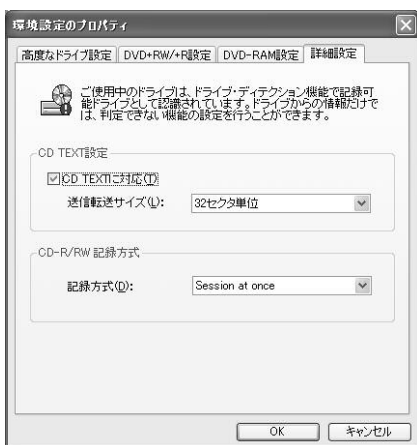 環境設定のプロパティ
高度なドライブ設定 DVD+RW/+R設定 DVD-RAM設定 詳細設定
ご使用中のドライブは、ドライブ・ディテクション機能で記録可
能ドライブとして認識されています。ドライブからの情報だけで
は、判定できない機能の設定を行うことができます。
CD TEXT設定
CD TEXTに対応(T)
送信転送サイズ(L): 32セクタ単位
CD-R/RW 記録方式
記録方式(D): Session at once
OK キャンセル